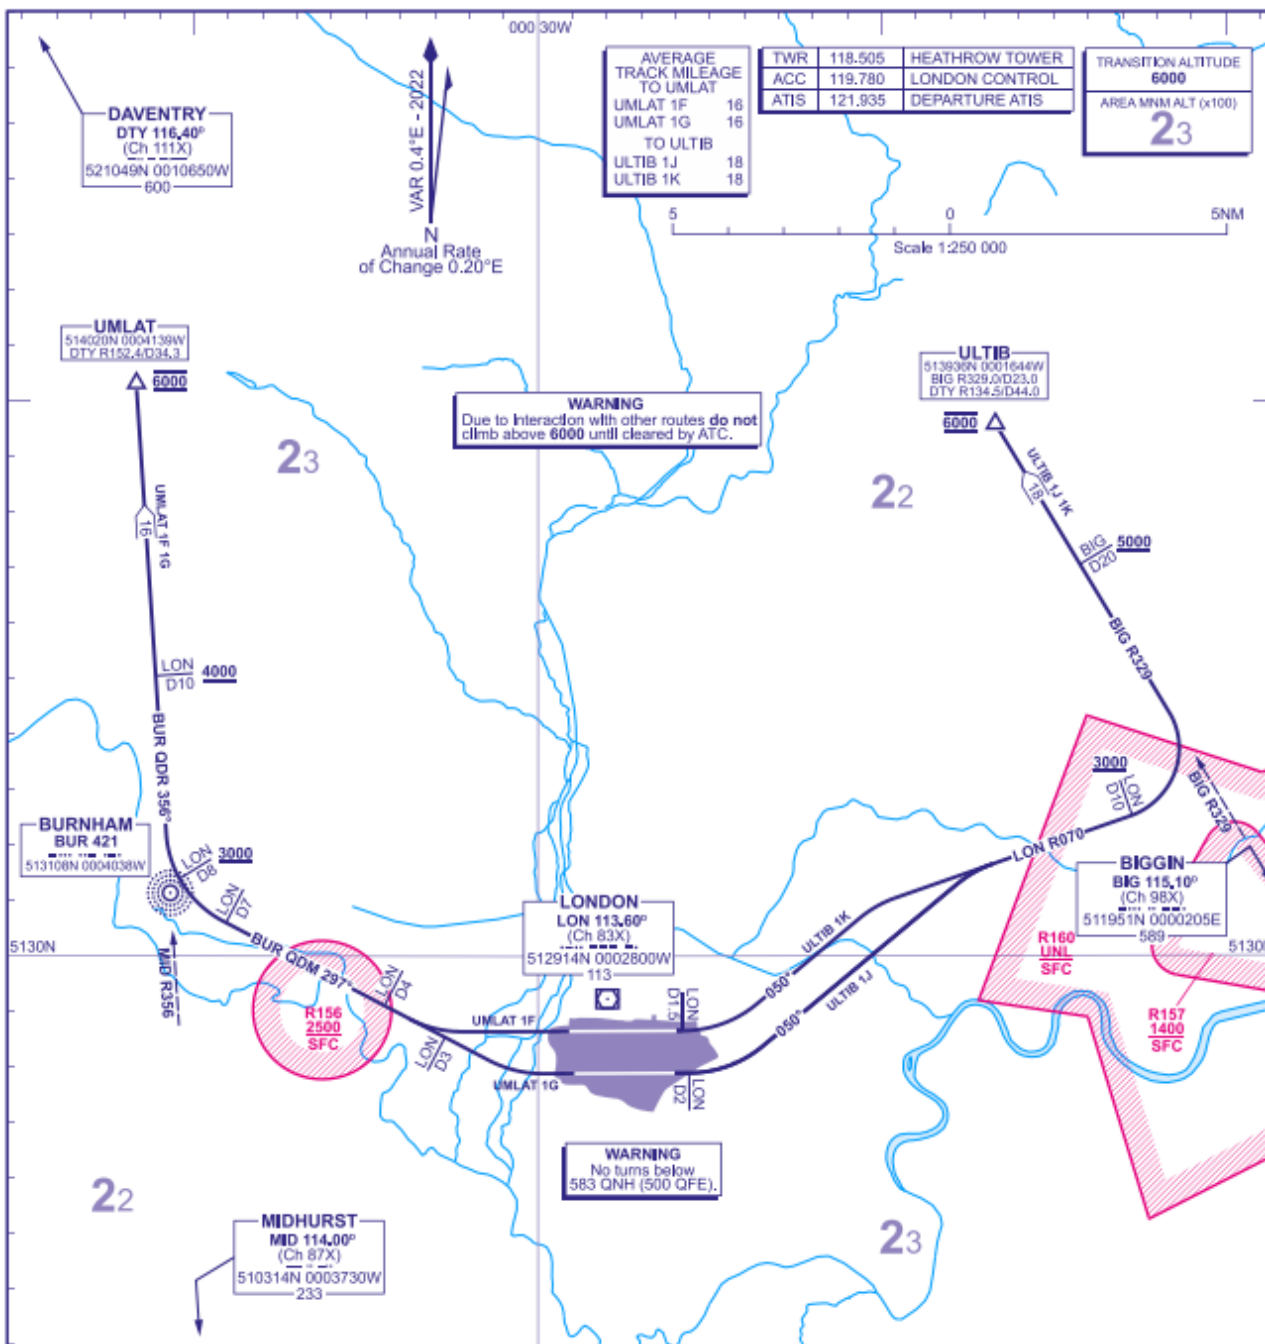 000 30W
DAVENTRY
DTY 116.40ᴰ
(Ch 111X)
521049N 0010650W
600
VAR 0.4°E - 2022
N
Annual Rate
of Change 0.20°E
AVERAGE
TRACK MILEAGE
TO UMLAT
UMLAT 1F 16
UMLAT 1G 16
TO ULTIB
ULTIB 1J 18
ULTIB 1K 18
TWR 118.505 HEATHROW TOWER
ACC 119.780 LONDON CONTROL
ATIS 121.935 DEPARTURE ATIS
TRANSITION ALTITUDE
6000
AREA MNM ALT (x100)
23
5 0 5NM
Scale 1:250 000
UMLAT
514020N 0004139W
DTY R152.4/D34.3
6000
ULTIB
513936N 0001644W
BIG R329.0/D23.0
DTY R134.5/D44.0
6000
WARNING
Due to interaction with other routes do not
climb above 6000 until cleared by ATC.
23
22
UMLAT 1F 1G
16
ULTIB 1J 1K
18
BIG
D20
5000
BIG R329
LON
D10
4000
BUR QDR 356°
3000
LON
D10
BIG R329
BURNHAM
BUR 421
513108N 0004038W
LON
D8
3000
LON
D7
LON R070
BIGGIN
BIG 115.10ᴰ
(Ch 98X)
511951N 0000205E
589
LONDON
LON 113.60ᴰ
(Ch 83X)
512914N 0002800W
113
5130N
5130N
BUR QDM 297°
MID R356
LON
D4
R156
2500
SFC
LON
D3
UMLAT 1F
UMLAT 1G
LON
D1.5
LON
D2
050°
ULTIB 1K
050°
ULTIB 1J
R160
UNL
SFC
R157
1400
SFC
WARNING
No turns below
583 QNH (500 QFE).
22
23
MIDHURST
MID 114.00ᴰ
(Ch 87X)
510314N 0003730W
233